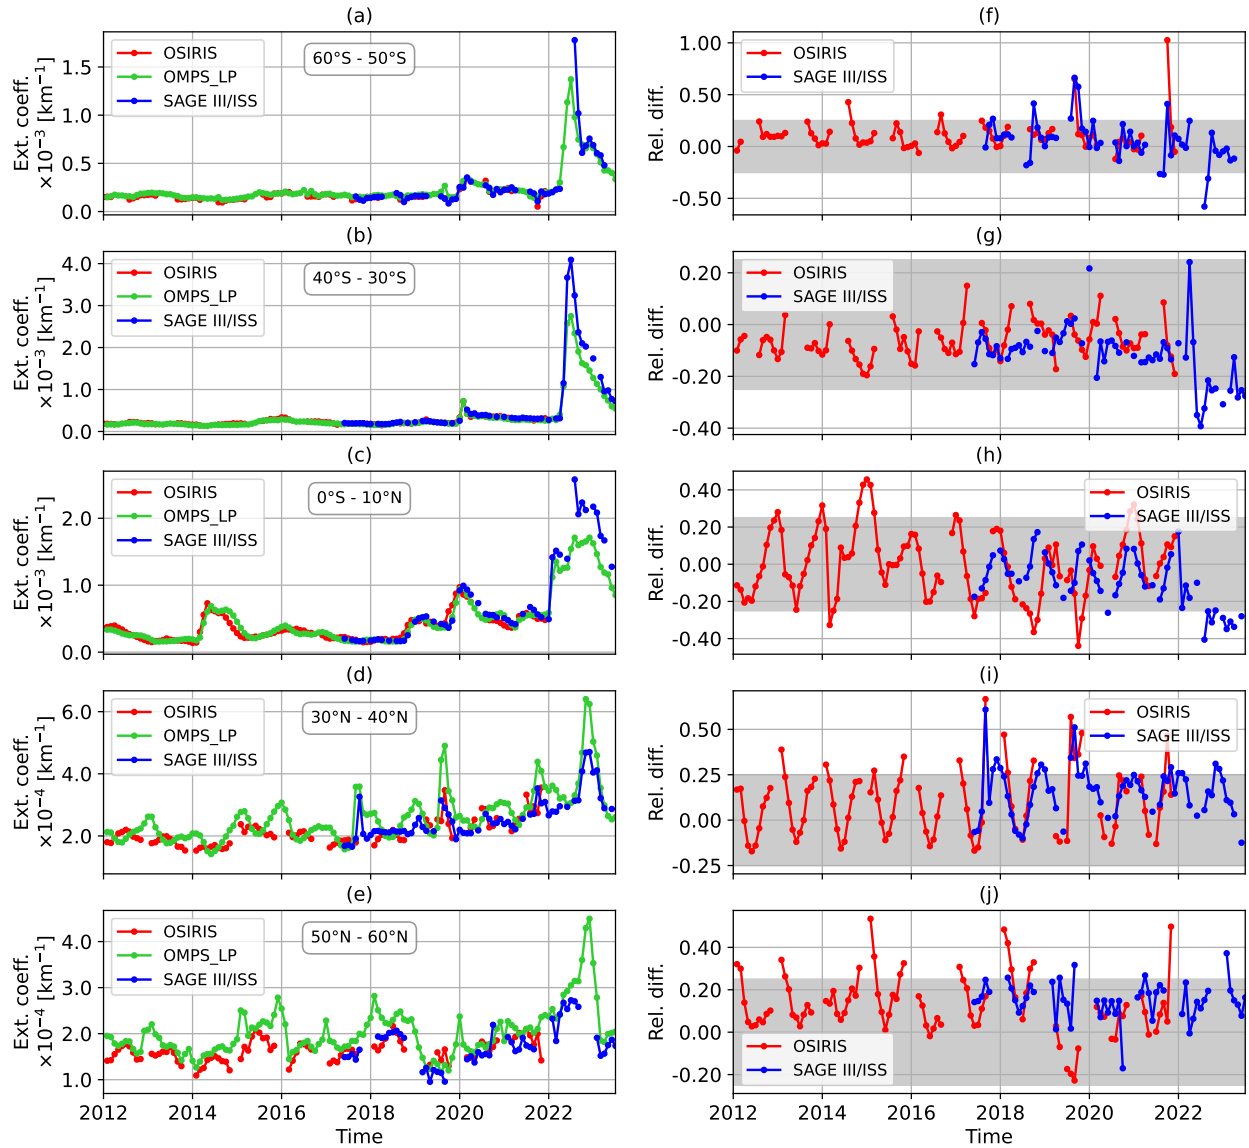 (a)
Ext. coeff.
×10⁻³ [km⁻¹]
1.5
1.0
0.5
0.0
OSIRIS
OMPS_LP
SAGE III/ISS
60°S - 50°S
(f)
Rel. diff.
1.00
0.50
0.00
-0.50
OSIRIS
SAGE III/ISS
(b)
Ext. coeff.
×10⁻³ [km⁻¹]
4.0
3.0
2.0
1.0
0.0
OSIRIS
OMPS_LP
SAGE III/ISS
40°S - 30°S
(g)
Rel. diff.
0.20
0.00
-0.20
-0.40
OSIRIS
SAGE III/ISS
(c)
Ext. coeff.
×10⁻³ [km⁻¹]
2.0
1.0
0.0
OSIRIS
OMPS_LP
SAGE III/ISS
0°S - 10°N
(h)
Rel. diff.
0.40
0.20
0.00
-0.20
-0.40
OSIRIS
SAGE III/ISS
(d)
Ext. coeff.
×10⁻⁴ [km⁻¹]
6.0
4.0
2.0
OSIRIS
OMPS_LP
SAGE III/ISS
30°N - 40°N
(i)
Rel. diff.
0.50
0.25
0.00
-0.25
OSIRIS
SAGE III/ISS
(e)
Ext. coeff.
×10⁻⁴ [km⁻¹]
4.0
3.0
2.0
1.0
OSIRIS
OMPS_LP
SAGE III/ISS
50°N - 60°N
2012 2014 2016 2018 2020 2022
Time
(j)
Rel. diff.
0.40
0.20
0.00
-0.20
OSIRIS
SAGE III/ISS
2012 2014 2016 2018 2020 2022
Time